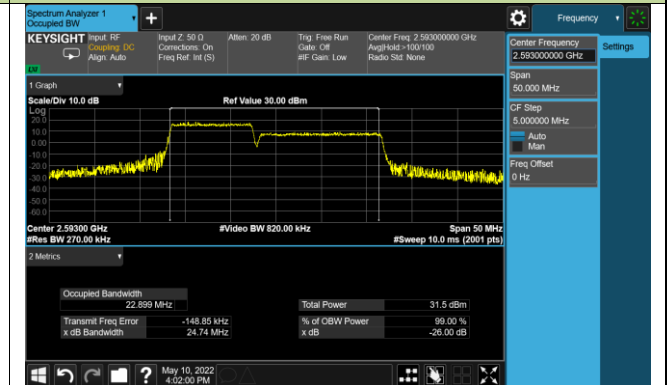 Spectrum Analyzer 1
Occupied BW
+
Frequency
KEYSIGHT
Input: RF
Coupling: DC
Align: Auto
Input Z: 50 Ω
Corrections: On
Freq Ref: Int (S)
Atten: 20 dB
Trig: Free Run
Gate: Off
#IF Gain: Low
Center Freq: 2.593000000 GHz
Avg|Hold:>100/100
Radio Std: None
LXI
Center Frequency
2.593000000 GHz
Settings
Span
50.000 MHz
CF Step
5.000000 MHz
Auto
Man
Freq Offset
0 Hz
1 Graph
Scale/Div 10.0 dB
Ref Value 30.00 dBm
Log
20.0
10.0
0.00
-10.0
-20.0
-30.0
-40.0
-50.0
-60.0
Center 2.59300 GHz
#Video BW 820.00 kHz
Span 50 MHz
#Res BW 270.00 kHz
#Sweep 10.0 ms (2001 pts)
2 Metrics
Occupied Bandwidth
22.899 MHz
Total Power
31.5 dBm
Transmit Freq Error
-148.85 kHz
% of OBW Power
99.00 %
x dB Bandwidth
24.74 MHz
x dB
-26.00 dB
?
May 10, 2022
4:02:00 PM